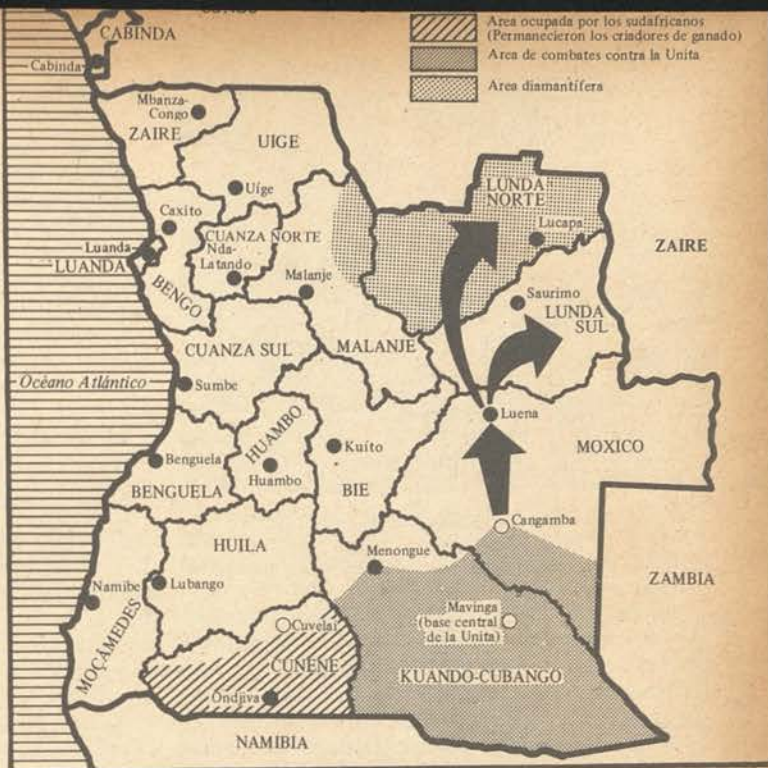 Area ocupada por los sudafricanos
(Permanecieron los criadores de ganado)
Area de combates contra la Unita
Area diamantífera
CABINDA
Cabinda
Mbanza-
Congo
ZAIRE
UIGE
Uíge
LUNDA
NORTE
Lucapa
Caxito
CUANZA NORTE
Nda-
Latando
Luanda
LUANDA
ZAIRE
Malanje
BENGO
Saurimo
LUNDA
SUL
CUANZA SUL
MALANJE
Océano Atlántico
Sumbe
Luena
HUAMBO
Kuíto
MOXICO
Benguela
Huambo
BENGUELA
BIE
Cangamba
HUILA
Menongue
Namibe
Lubango
ZAMBIA
MOÇÂMEDES
Mavinga
(base central
de la Unita)
Cuvelai
CUNENE
KUANDO-CUBANGO
Ondjiva
NAMIBIA